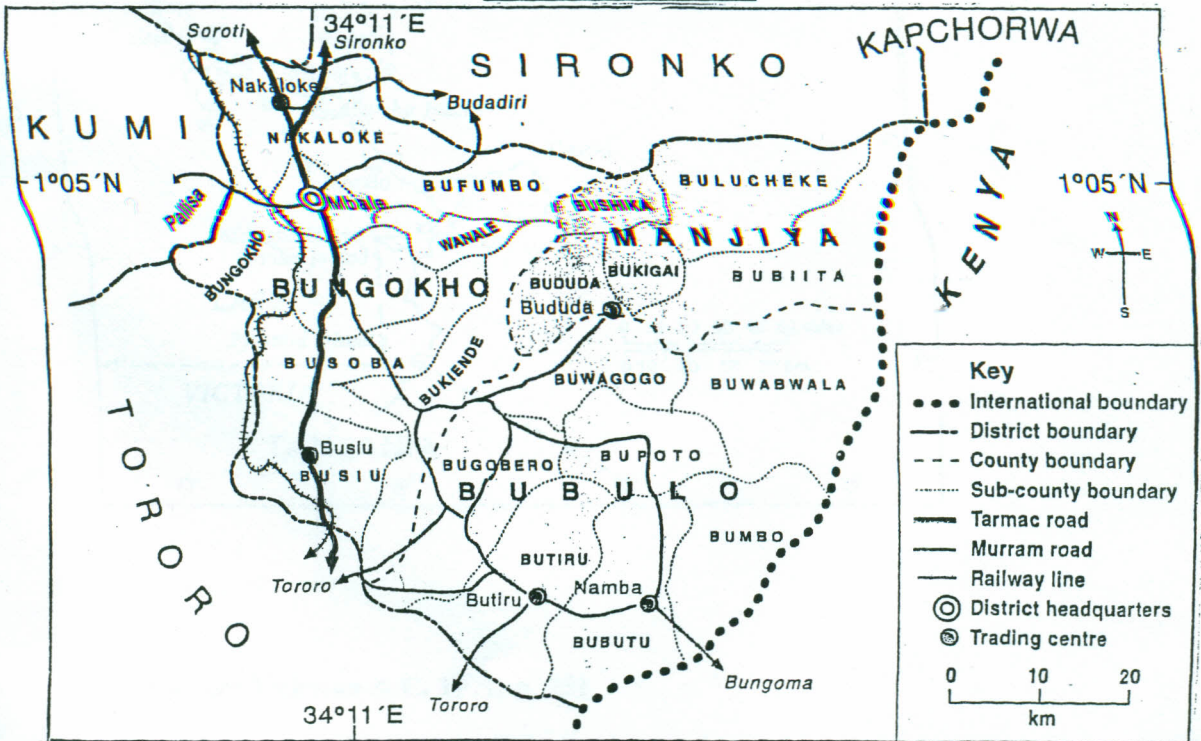 34°11´E
KAPCHORWA
Soroti
Sironko
SIRONKO
Nakaloke
Budadiri
KUMI
NAKALOKE
KENYA
1°05´N
1°05´N
BUFUMBO
BULUCHEKE
Pallisa
Mbale
BUSHIKA
N
W E
S
WANALE
MANJIYA
BUNGOKHO
BUNGOKHO
BUDUDA
BUKIGAI
BUBIITA
Bududa
BUSOBA
BUKIENDE
BUWAGOGO
BUWABWALA
TORORO
Busiu
BUSIU
BUGOBERO
BUPOTO
BUBULO
BUMBO
BUTIRU
Tororo
Butiru
Namba
BUBUTU
Bungoma
Tororo
34°11´E
Key
International boundary
District boundary
County boundary
Sub-county boundary
Tarmac road
Murram road
Railway line
District headquarters
Trading centre
0 10 20
km